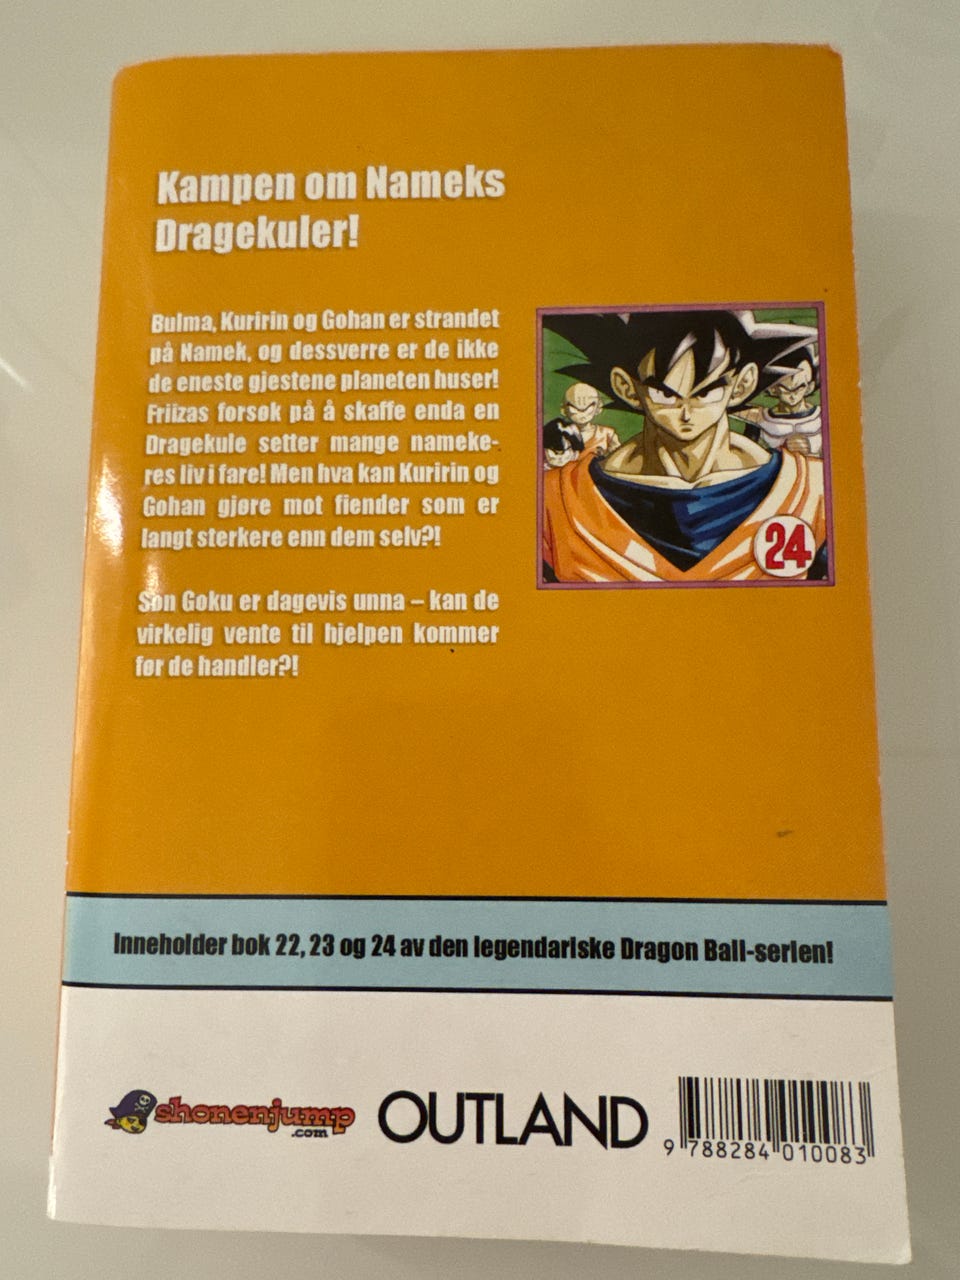 Kampen om Nameks
Dragekuler!
Bulma, Kuririn og Gohan er strandet
på Namek, og dessverre er de ikke
de eneste gjestene planeten huser!
Friizas forsøk på å skaffe enda en
Dragekule setter mange nameke-
res liv i fare! Men hva kan Kuririn og
Gohan gjøre mot fiender som er
langt sterkere enn dem selv?!
Son Goku er dagevis unna – kan de
virkelig vente til hjelpen kommer
før de handler?!
24
Inneholder bok 22, 23 og 24 av den legendariske Dragon Ball-serien!
shonenjump
.com
OUTLAND
9 788284 010083